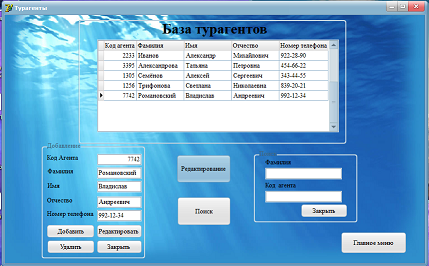 Турагенты
База турагентов
Код агента Фамилия Имя Отчество Номер телефона
2233 Иванов Александр Михайлович 922-28-90
3395 Александрова Татьяна Петровна 454-66-22
1305 Семёнов Алексей Сергеевич 343-44-55
1256 Трифонова Светлана Николаевна 839-20-21
7742 Романовский Владислав Андреевич 992-12-34
Добавления
Код Агента 7742
Фамилия Романовский
Имя Владислав
Отчество Андреевич
Номер телефона 992-12-34
Добавить Редактировать
Удалить Закрыть
Редактирование
Поиск
Фамилия
Код агента
Закрыть
Главное меню